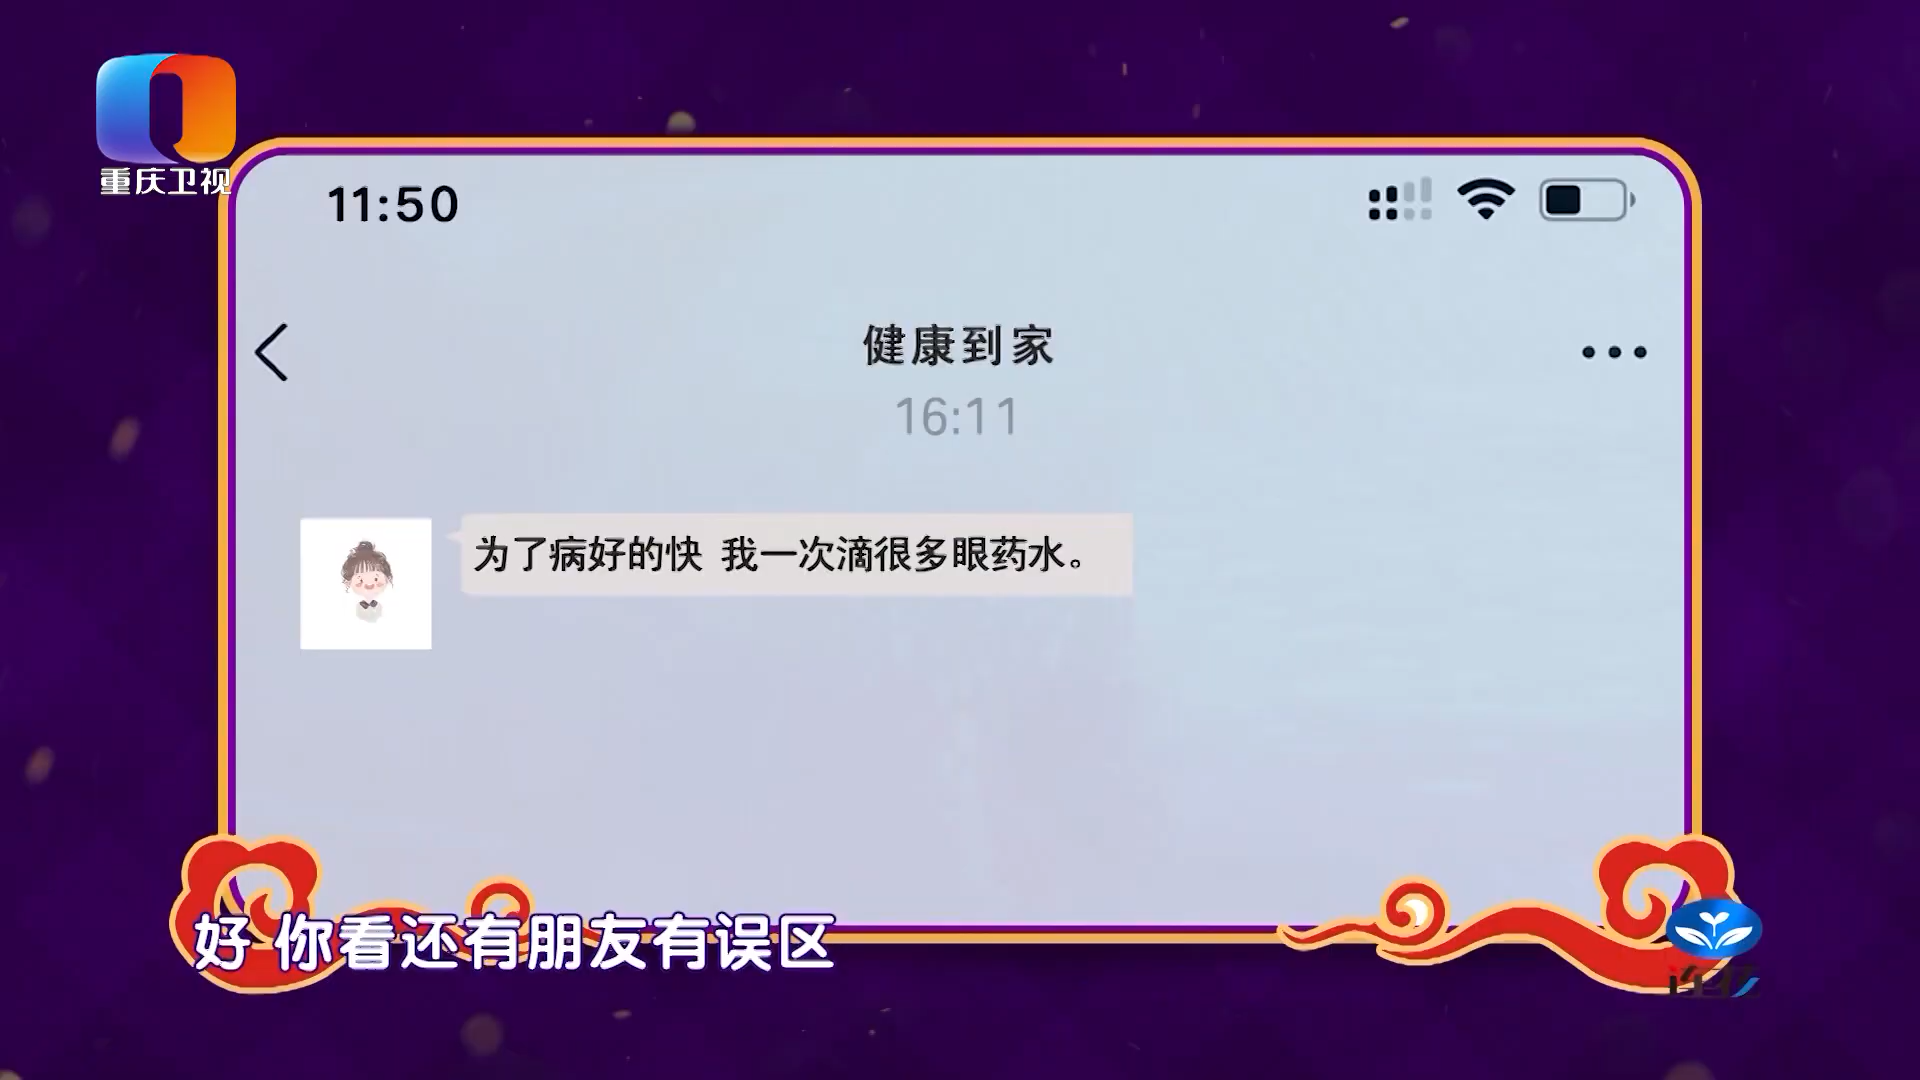 重庆卫视
11:50
健康到家
16:11
为了病好的快 我一次滴很多眼药水。
好 你看还有朋友有误区